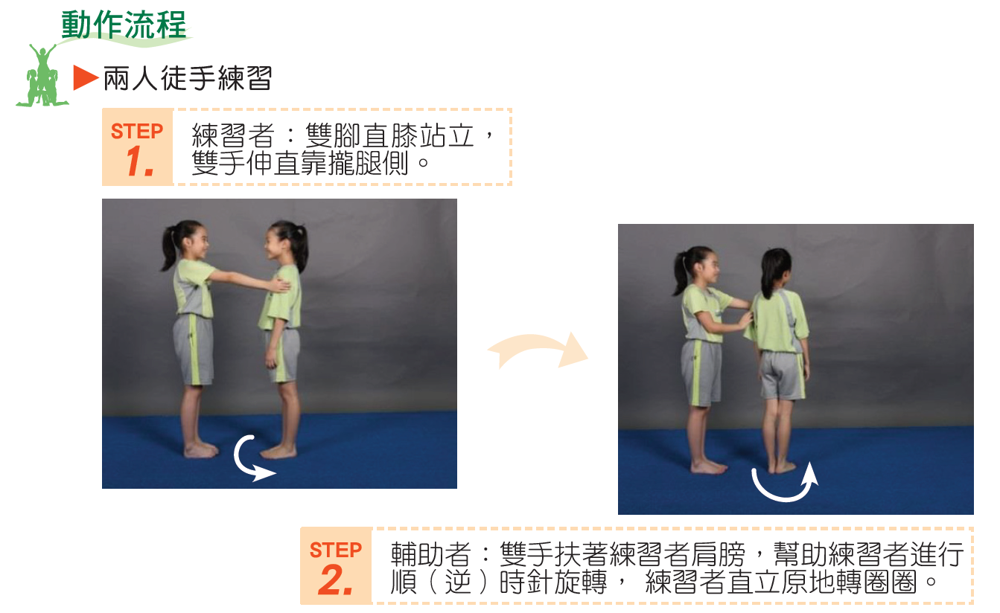 動作流程
兩人徒手練習
STEP
1.
練習者：雙腳直膝站立，
雙手伸直靠攏腿側。
STEP
2.
輔助者：雙手扶著練習者肩膀，幫助練習者進行
順（逆）時針旋轉， 練習者直立原地轉圈圈。